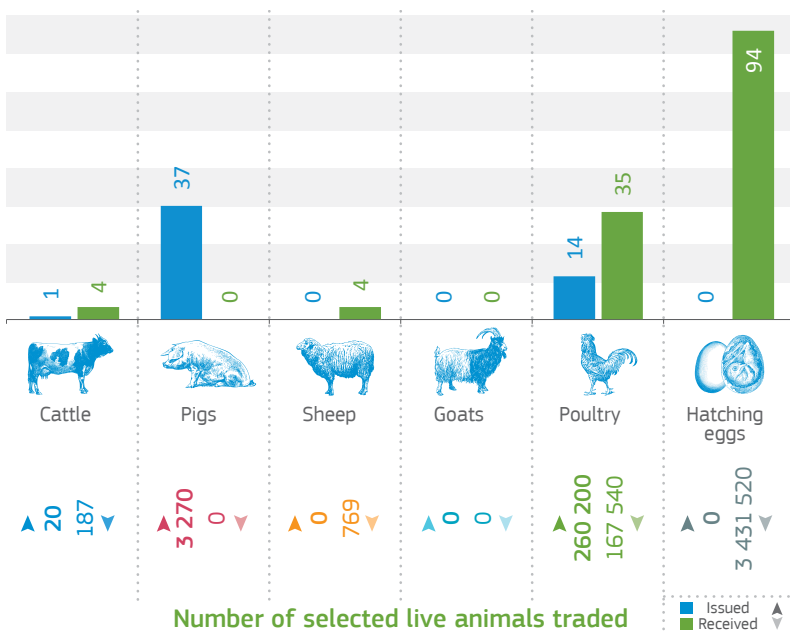 1
4
37
0
0
4
0
0
14
35
0
94
Cattle
Pigs
Sheep
Goats
Poultry
Hatching
eggs
20
187
3 270
0
0
769
0
0
260 200
167 540
0
3 431 520
Number of selected live animals traded
Issued
Received